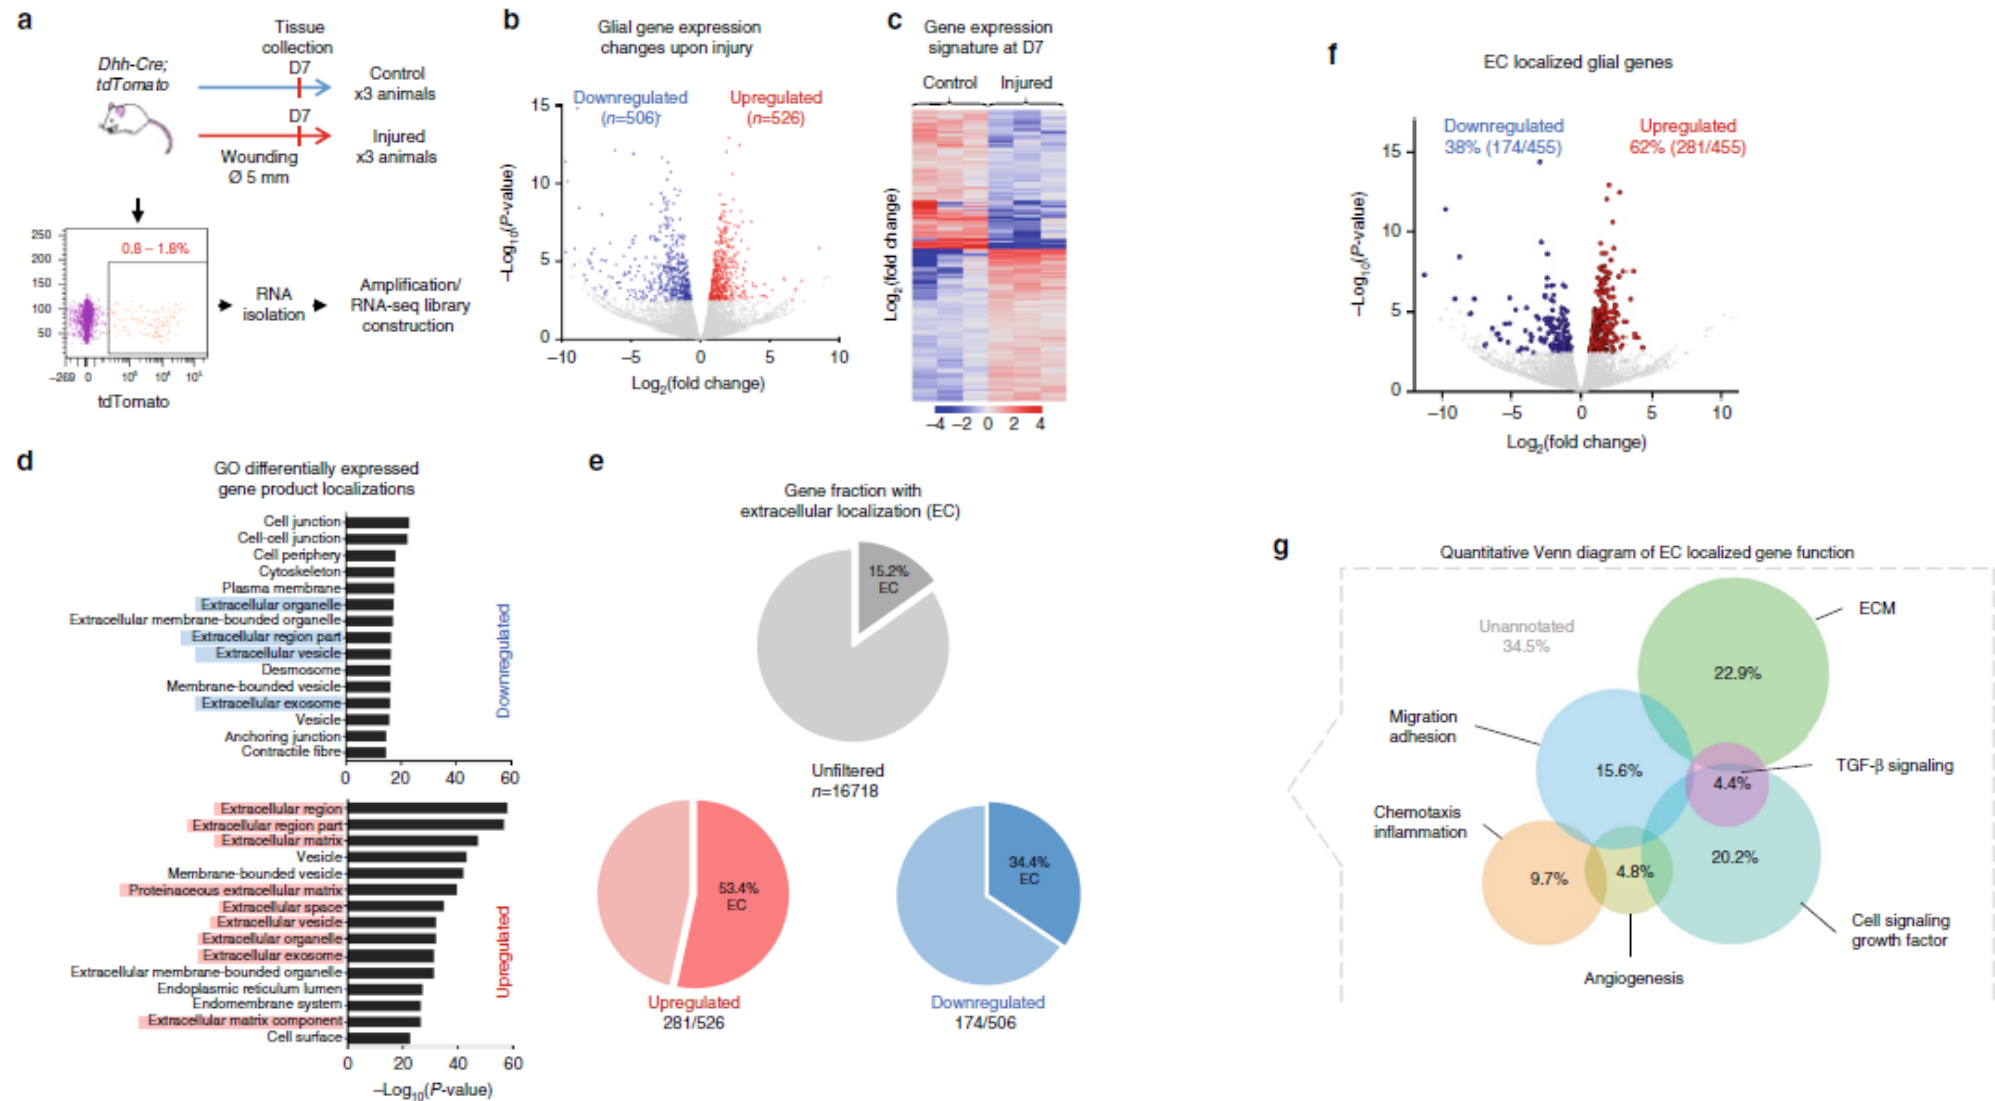 a
Tissue
collection
Dhh-Cre;
tdTomato
D7
Control
x3 animals
D7
Injured
x3 animals
Wounding
Ø 5 mm
250
200
150
100
50
0.8 – 1.8%
–269 0
tdTomato
RNA
isolation
Amplification/
RNA-seq library
construction
b
Glial gene expression
changes upon injury
Downregulated
(n=506)
Upregulated
(n=526)
15
10
5
0
–10 –5 0 5 10
–Log10(P-value)
Log2(fold change)
c
Gene expression
signature at D7
Control Injured
Log2(fold change)
–4 –2 0 2 4
d
GO differentially expressed
gene product localizations
Cell junction
Cell-cell junction
Cell periphery
Cytoskeleton
Plasma membrane
Extracellular organelle
Extracellular membrane-bounded organelle
Extracellular region part
Extracellular vesicle
Desmosome
Membrane-bounded vesicle
Extracellular exosome
Vesicle
Anchoring junction
Contractile fibre
0 20 40 60
Downregulated
Extracellular region
Extracellular region part
Extracellular matrix
Vesicle
Membrane-bounded vesicle
Proteinaceous extracellular matrix
Extracellular space
Extracellular vesicle
Extracellular organelle
Extracellular exosome
Extracellular membrane-bounded organelle
Endoplasmic reticulum lumen
Endomembrane system
Extracellular matrix component
Cell surface
0 20 40 60
Upregulated
–Log10(P-value)
e
Gene fraction with
extracellular localization (EC)
15.2%
EC
Unfiltered
n=16718
53.4%
EC
Upregulated
281/526
34.4%
EC
Downregulated
174/506
f
EC localized glial genes
Downregulated
38% (174/455)
Upregulated
62% (281/455)
15
10
5
0
–10 –5 0 5 10
–Log10(P-value)
Log2(fold change)
g
Quantitative Venn diagram of EC localized gene function
Unannotated
34.5%
ECM
22.9%
Migration
adhesion
15.6%
TGF-β signaling
4.4%
Chemotaxis
inflammation
9.7%
4.8%
20.2%
Cell signaling
growth factor
Angiogenesis